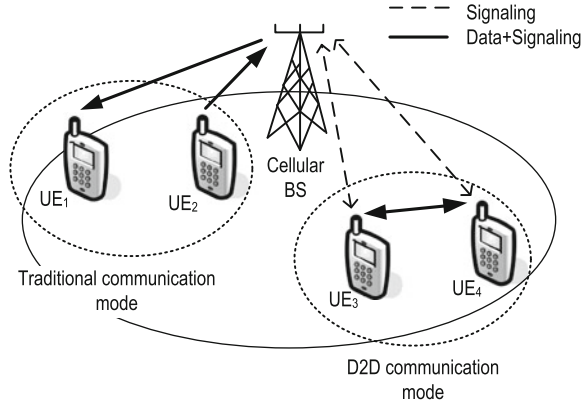 Signaling
Data+Signaling
Cellular
BS
UE1
UE2
UE3
UE4
Traditional communication
mode
D2D communication
mode